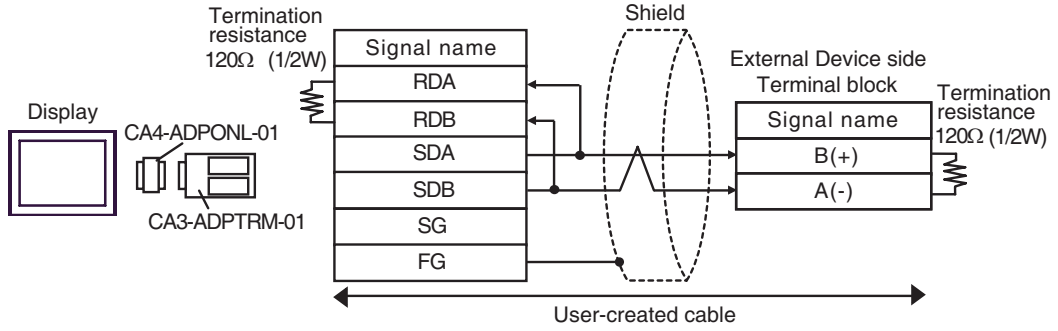 Termination
resistance
120Ω (1/2W)
Shield
Signal name
RDA
RDB
SDA
SDB
SG
FG
Display
CA4-ADPONL-01
CA3-ADPTRM-01
External Device side
Terminal block
Signal name
B(+)
A(-)
Termination
resistance
120Ω (1/2W)
User-created cable